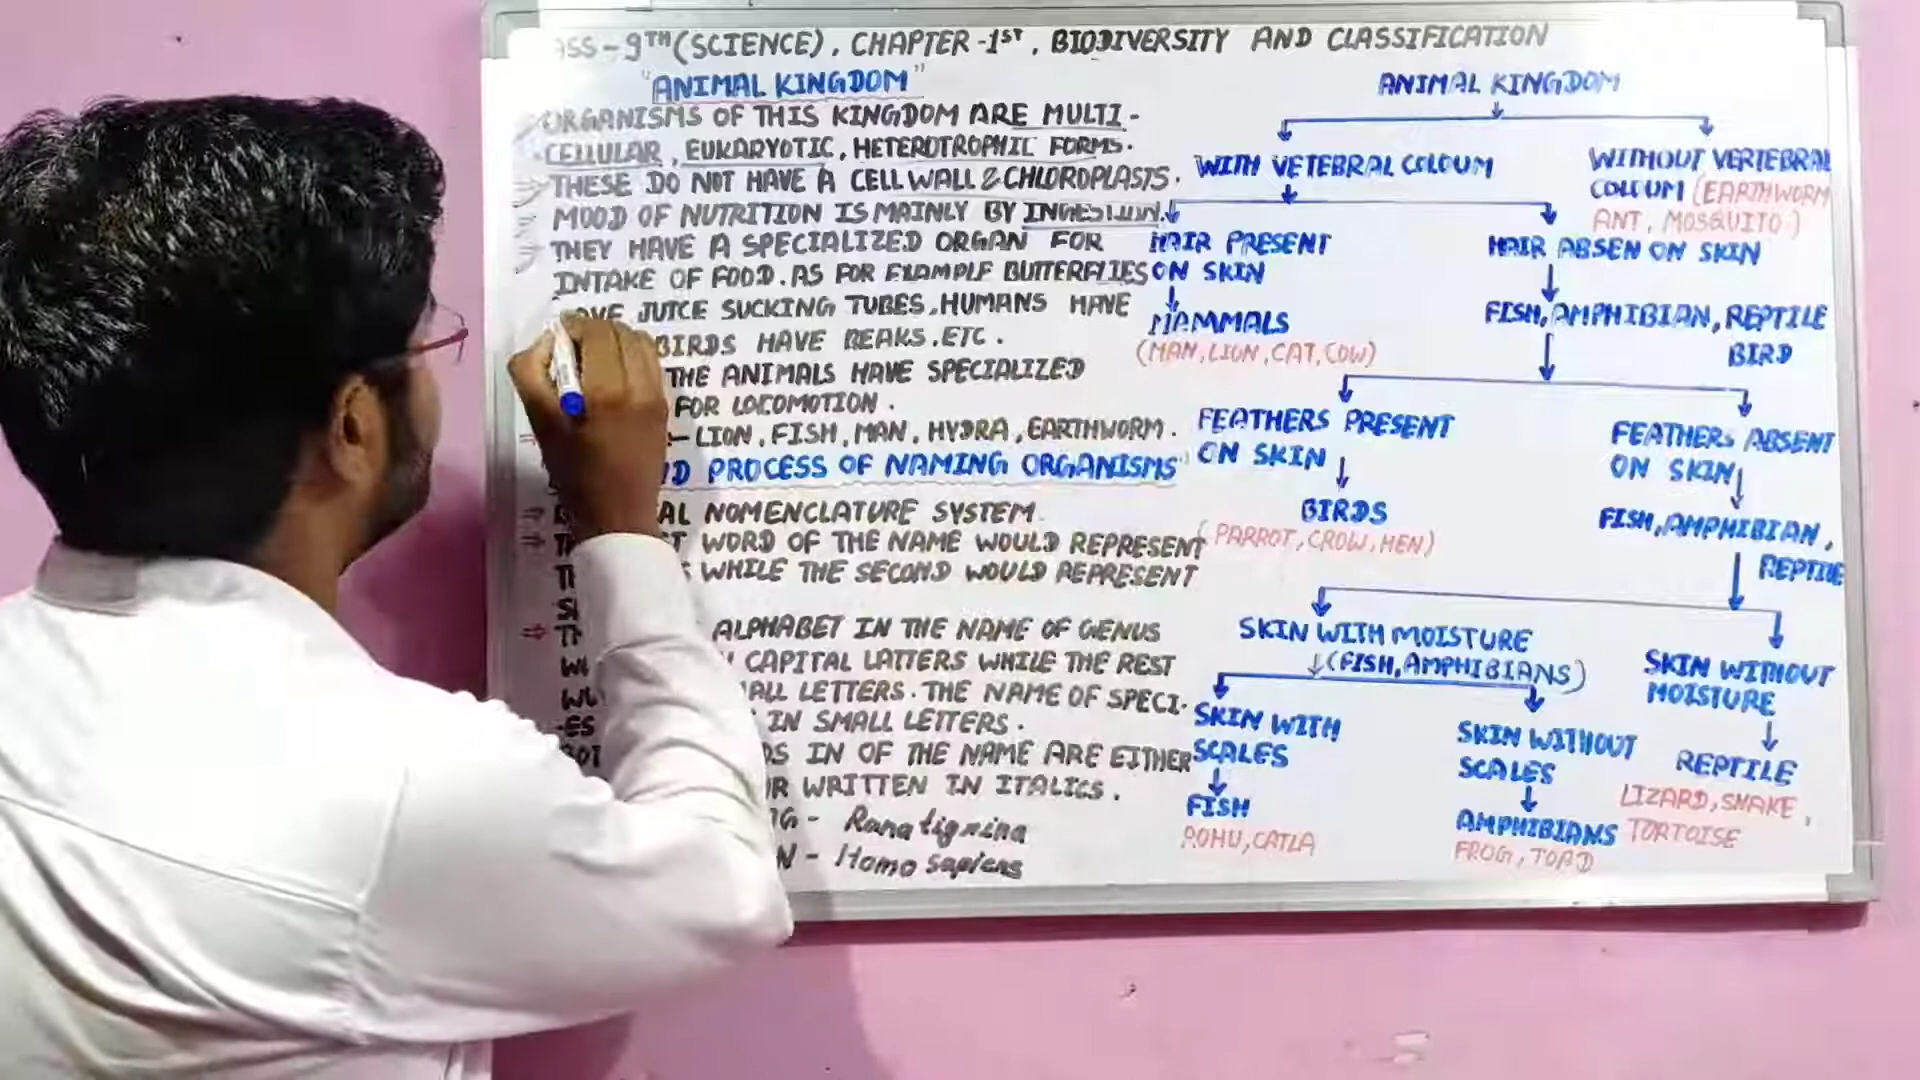 ASS-9TH (SCIENCE), CHAPTER-1ST, BIODIVERSITY AND CLASSIFICATION
"ANIMAL KINGDOM"
ORGANISMS OF THIS KINGDOM ARE MULTI-
CELLULAR, EUKARYOTIC, HETEROTROPHIC FORMS.
THESE DO NOT HAVE A CELL WALL & CHLOROPLASTS.
MOOD OF NUTRITION IS MAINLY BY INGESTION.
THEY HAVE A SPECIALIZED ORGAN FOR
INTAKE OF FOOD. AS FOR EXAMPLE BUTTERFLIES
JUICE SUCKING TUBES, HUMANS HAVE
BIRDS HAVE BEAKS. ETC.
THE ANIMALS HAVE SPECIALIZED
FOR LOCOMOTION.
- LION, FISH, MAN, HYDRA, EARTHWORM.
PROCESS OF NAMING ORGANISMS"
NOMENCLATURE SYSTEM.
WORD OF THE NAME WOULD REPRESENT
WHILE THE SECOND WOULD REPRESENT
ALPHABET IN THE NAME OF GENUS
CAPITAL LATTERS WHILE THE REST
LETTERS. THE NAME OF SPECI-
-ES IN SMALL LETTERS.
IN OF THE NAME ARE EITHER
WRITTEN IN ITALICS.
- Rana tigrina
- Homo sapiens
ANIMAL KINGDOM
WITH VETEBRAL COLOUM
WITHOUT VERTEBRAL
COLOUM (EARTHWORM
ANT, MOSQUITO)
HAIR PRESENT
ON SKIN
HAIR ABSEN ON SKIN
MAMMALS
(MAN, LION, CAT, COW)
FISH, AMPHIBIAN, REPTILE
BIRD
FEATHERS PRESENT
ON SKIN
FEATHERS ABSENT
ON SKIN
BIRDS
(PARROT, CROW, HEN)
FISH, AMPHIBIAN,
REPTILE
SKIN WITH MOISTURE
(FISH, AMPHIBIANS)
SKIN WITHOUT
MOISTURE
SKIN WITH
SCALES
SKIN WITHOUT
SCALES
REPTILE
LIZARD, SNAKE,
TORTOISE
FISH
ROHU, CATLA
AMPHIBIANS
FROG, TOAD